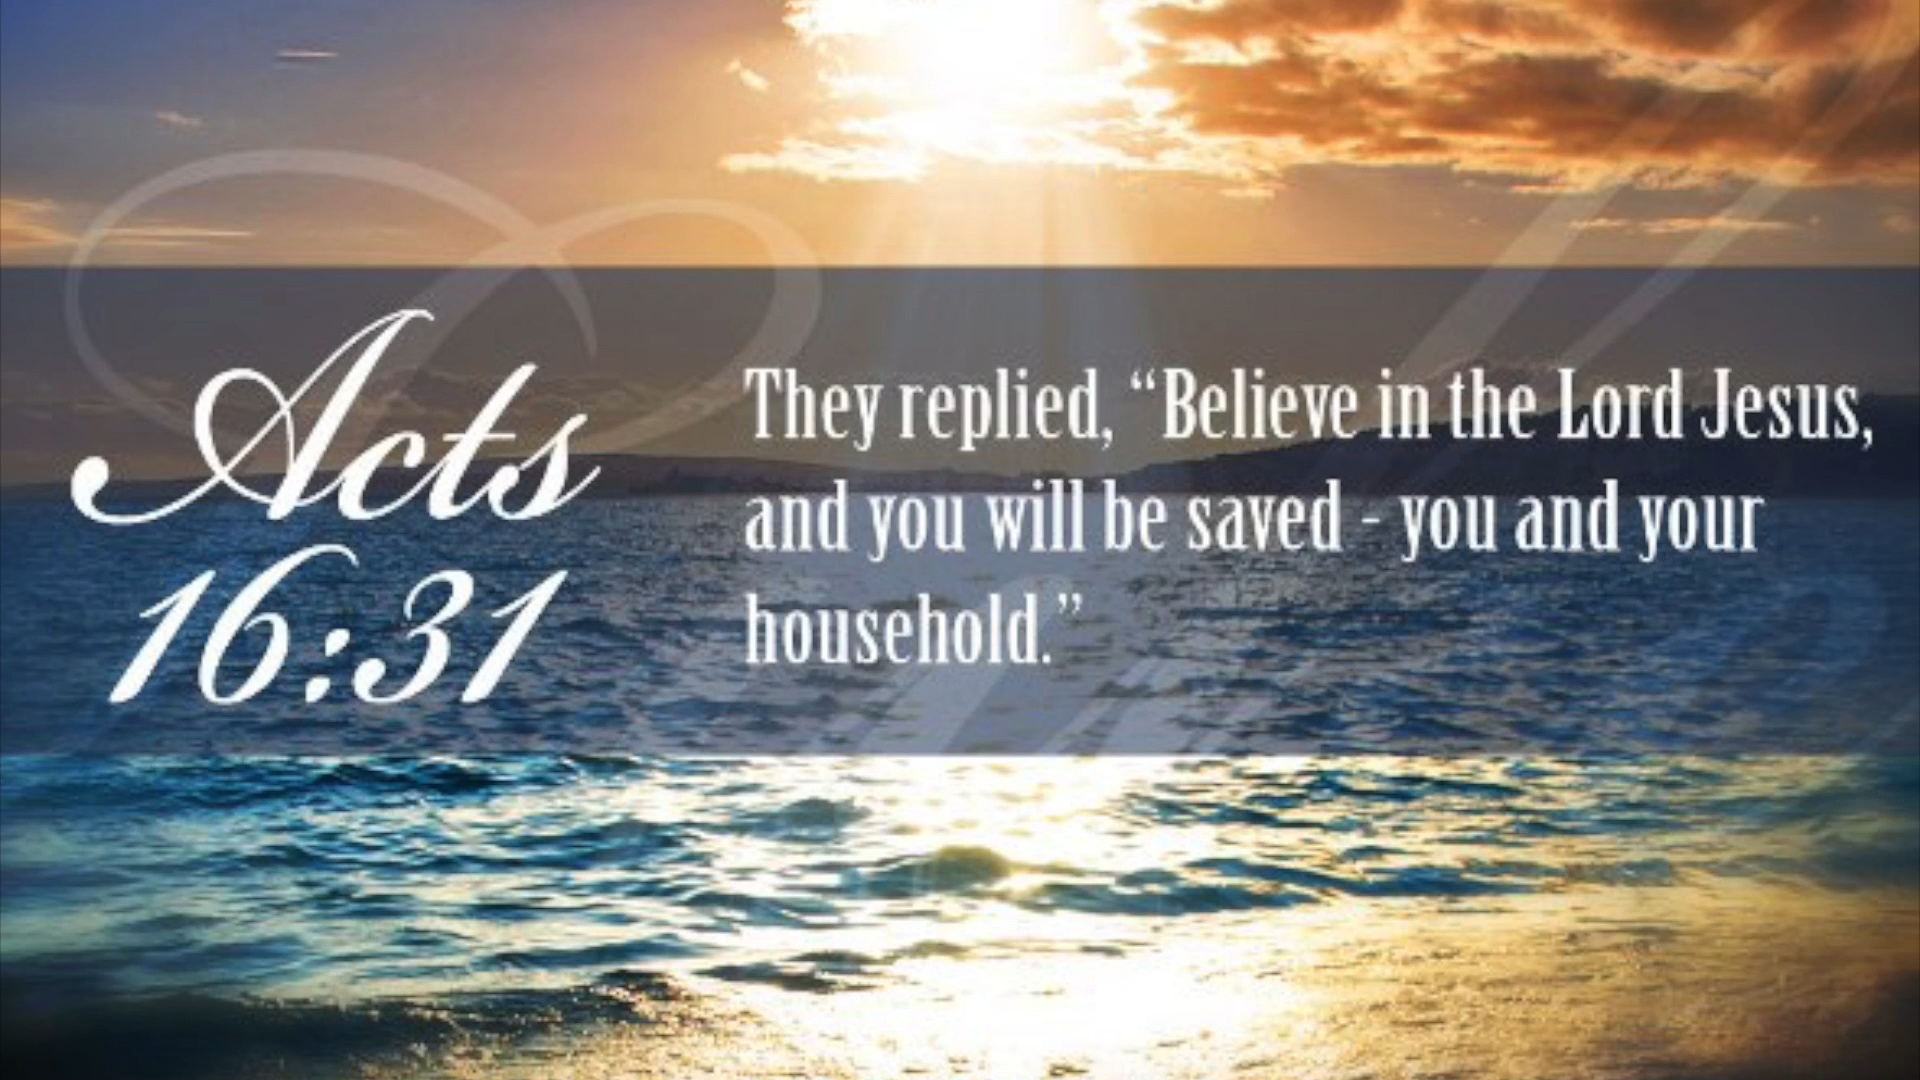 Acts
16:31
They replied, “Believe in the Lord Jesus,
and you will be saved - you and your
household.”